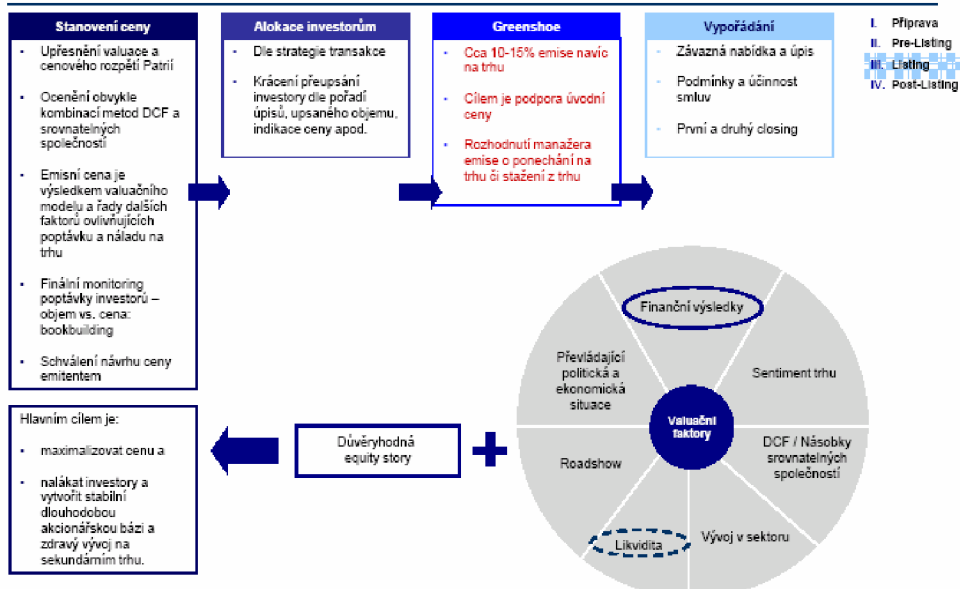 Stanovení ceny
▪ Upřesnění valuace a
cenového rozpětí Patrií
▪ Ocenění obvykle
kombinací metod DCF a
srovnatelných
společností
▪ Emisní cena je
výsledkem valuačního
modelu a řady dalších
faktorů ovlivňujících
poptávku a náladu na
trhu
▪ Finální monitoring
poptávky investorů –
objem vs. cena:
bookbuilding
▪ Schválení návrhu ceny
emitentem
Alokace investorům
▪ Dle strategie transakce
▪ Krácení přeupsání
investory dle pořadí
úpisů, upsaného objemu,
indikace ceny apod.
Greenshoe
▪ Cca 10-15% emise navíc
na trhu
▪ Cílem je podpora úvodní
ceny
▪ Rozhodnutí manažera
emise o ponechání na
trhu či stažení z trhu
Vypořádání
- Závazná nabídka a úpis
- Podmínky a účinnost
smluv
- První a druhý closing
I. Příprava
II. Pre-Listing
III. Listing
IV. Post-Listing
Hlavním cílem je:
▪ maximalizovat cenu a
▪ nalákat investory a
vytvořit stabilní
dlouhodobou
akcionářskou bázi a
zdravý vývoj na
sekundárním trhu.
Důvěryhodná
equity story
Finanční výsledky
Sentiment trhu
DCF / Násobky
srovnatelných
společností
Vývoj v sektoru
Likvidita
Roadshow
Převládající
politická a
ekonomická
situace
Valuační
faktory